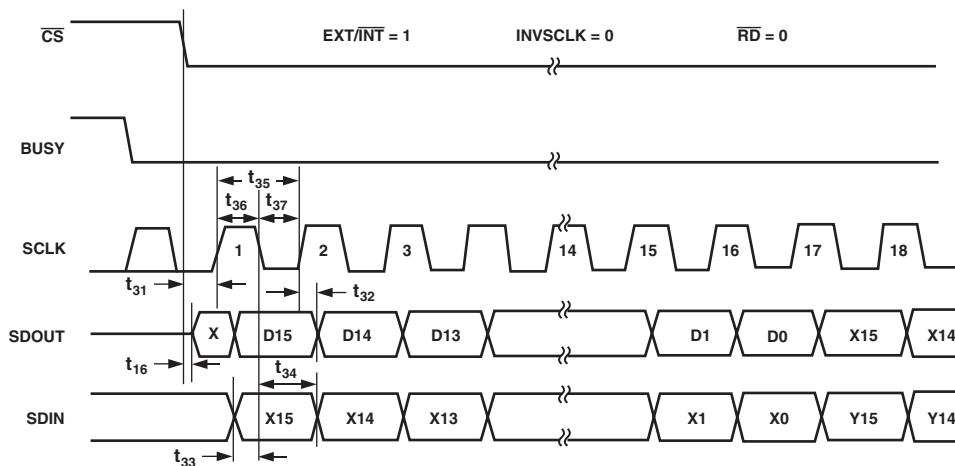 CS EXT/INT = 1 INVSCLK = 0 RD = 0
BUSY
t35
t36 t37
SCLK 1 2 3 14 15 16 17 18
t31 t32
SDOUT X D15 D14 D13 D1 D0 X15 X14
t16 t34
SDIN X15 X14 X13 X1 X0 Y15 Y14
t33